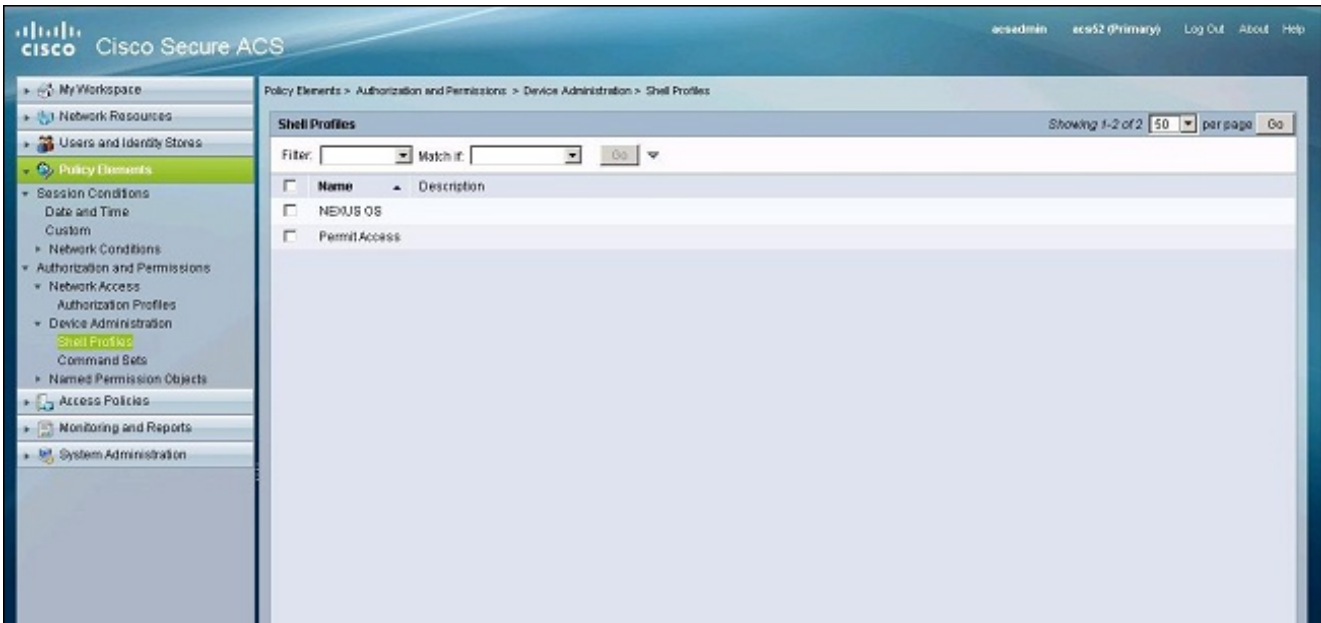 CISCO Cisco Secure ACS
acsadmin acs52 (Primary) Log Out About Help
My Workspace
Network Resources
Users and Identity Stores
Policy Elements
Session Conditions
Date and Time
Custom
Network Conditions
Authorization and Permissions
Network Access
Authorization Profiles
Device Administration
Shell Profiles
Command Sets
Named Permission Objects
Access Policies
Monitoring and Reports
System Administration
Policy Elements > Authorization and Permissions > Device Administration > Shell Profiles
Shell Profiles Showing 1-2 of 2 50 per page Go
Filter: Match if: Go
Name Description
NEXUS OS
Permit Access